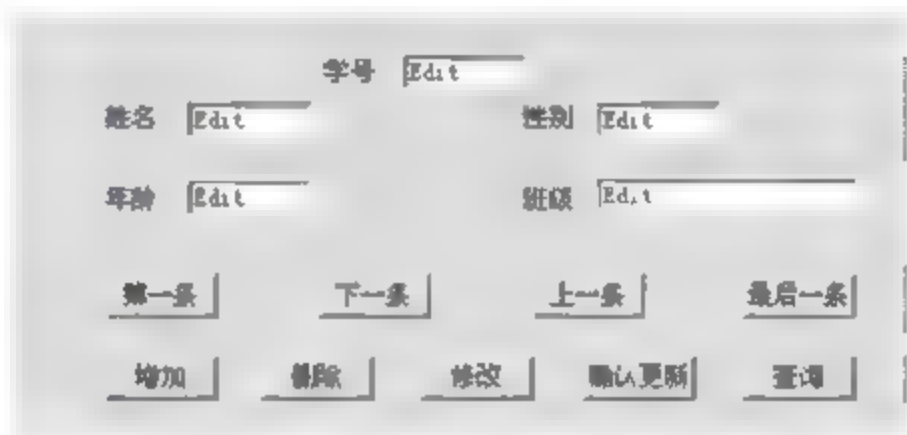 学号 Edit
姓名 Edit 性别 Edit
年龄 Edit 班级 Edit
第一条 下一条 上一条 最后一条
增加 删除 修改 确认更新 查询